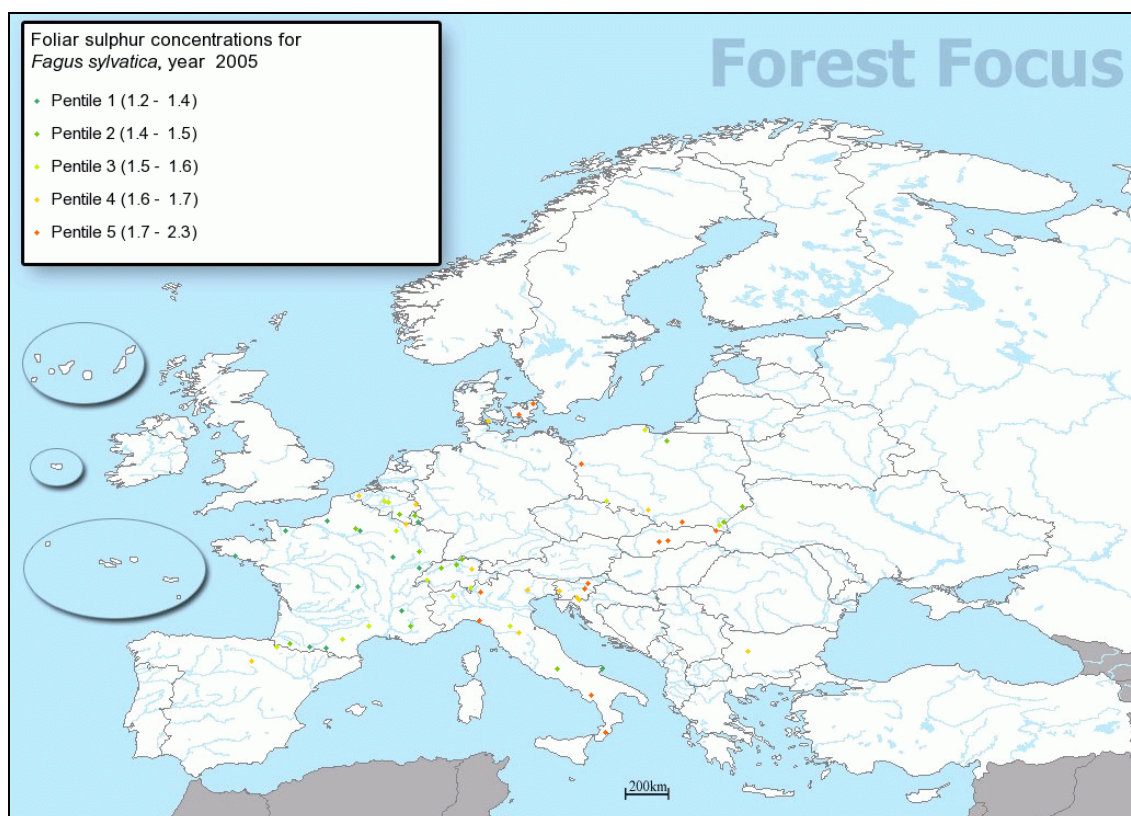 Foliar sulphur concentrations for
Fagus sylvatica, year 2005
Pentile 1 (1.2 - 1.4)
Pentile 2 (1.4 - 1.5)
Pentile 3 (1.5 - 1.6)
Pentile 4 (1.6 - 1.7)
Pentile 5 (1.7 - 2.3)
Forest Focus
200km